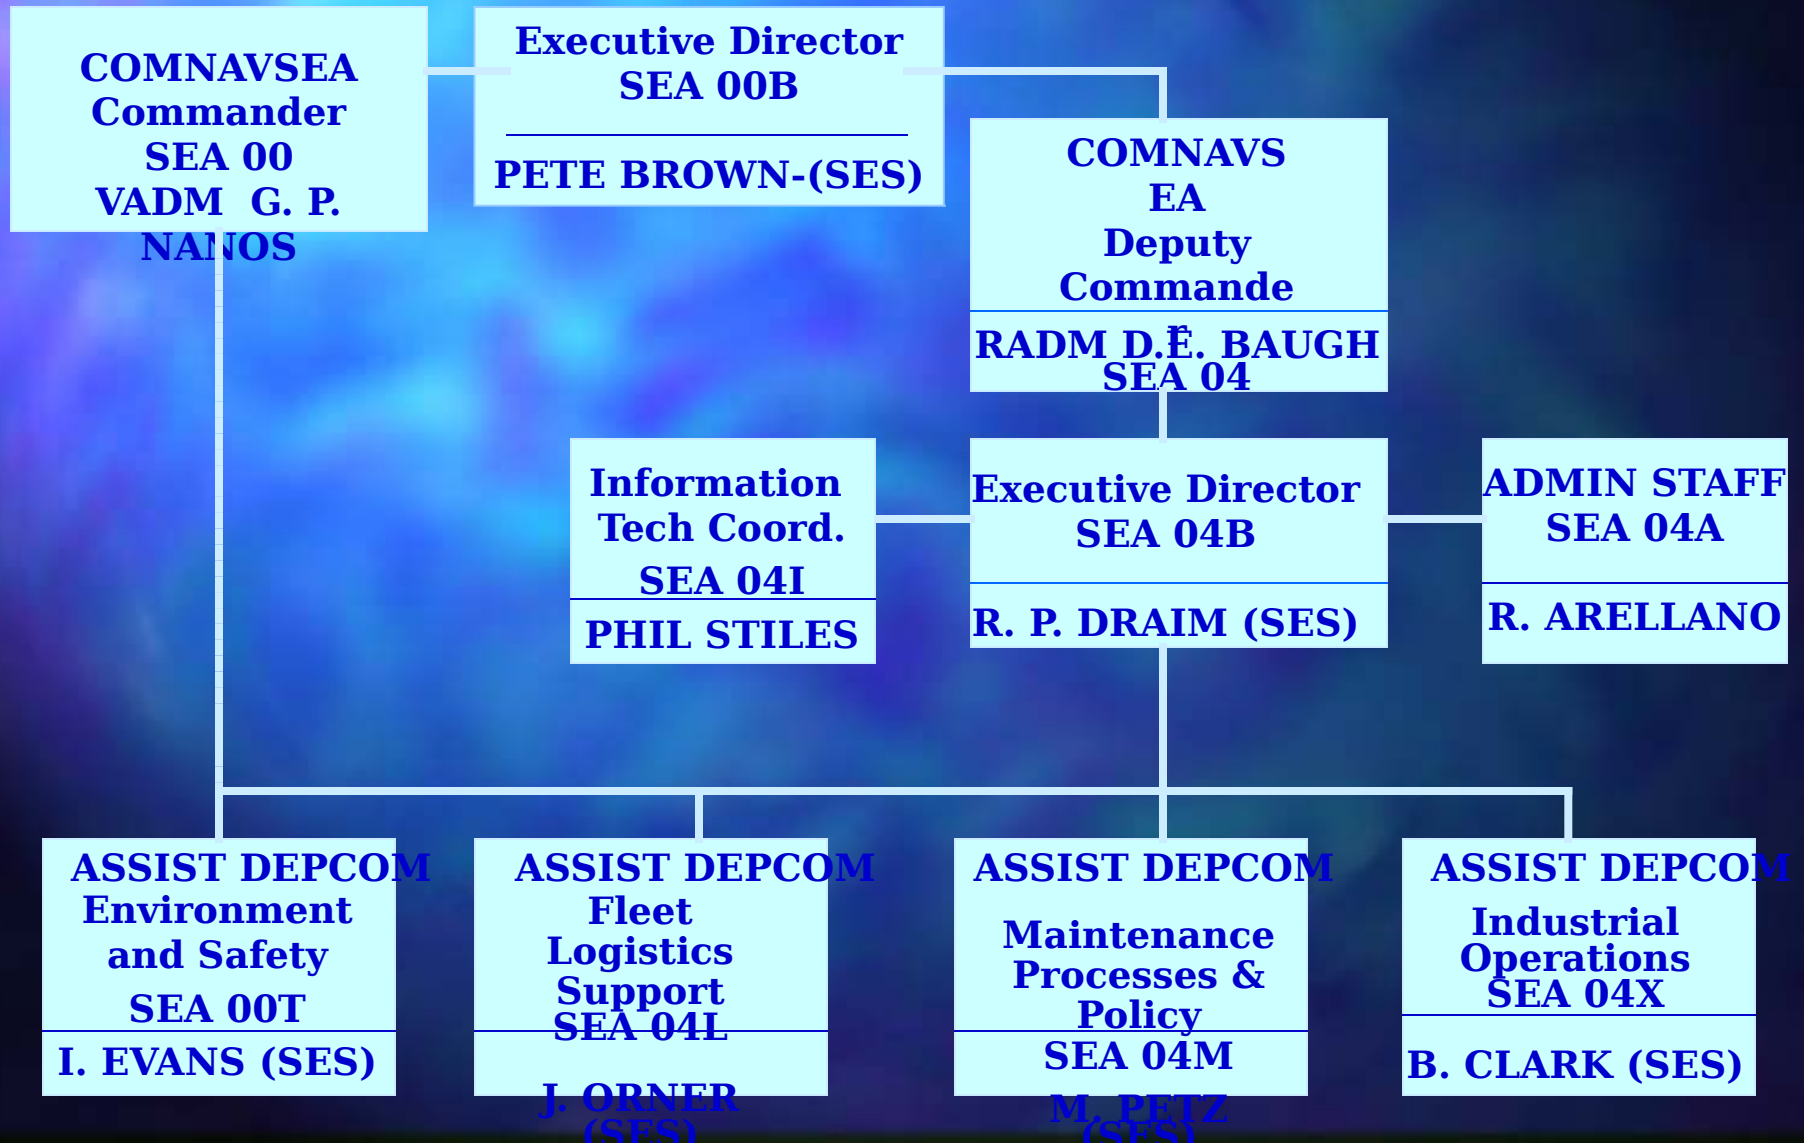 COMNAVSEA
Commander
SEA 00
VADM  G. P.
NANOS
Executive Director
SEA 00B
PETE BROWN-(SES)
COMNAVS
EA
Deputy
Commande
r
SEA 04
RADM D.E. BAUGH
Information
Tech Coord.
SEA 04I
PHIL STILES
Executive Director
SEA 04B
R. P. DRAIM (SES)
ADMIN STAFF
SEA 04A
R. ARELLANO
ASSIST DEPCOM
Environment
and Safety
SEA 00T
I. EVANS (SES)
ASSIST DEPCOM
Fleet
Logistics
Support
SEA 04L
J. ORNER
(SES)
ASSIST DEPCOM
Maintenance
Processes &
Policy
SEA 04M
M. PETZ
(SES)
ASSIST DEPCOM
Industrial
Operations
SEA 04X
B. CLARK (SES)